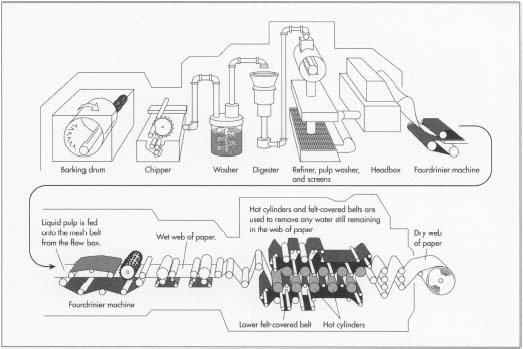 Barking drum
Chipper
Washer
Digester
Refiner, pulp washer,
and screens
Headbox
Fourdrinier machine
Liquid pulp is fed
onto the mesh belt
from the flow box.
Wet web of paper.
Hot cylinders and felt-covered belts are
used to remove any water still remaining
in the web of paper
Dry web
of paper
Fourdrinier machine
Lower felt-covered belt
Hot cylinders